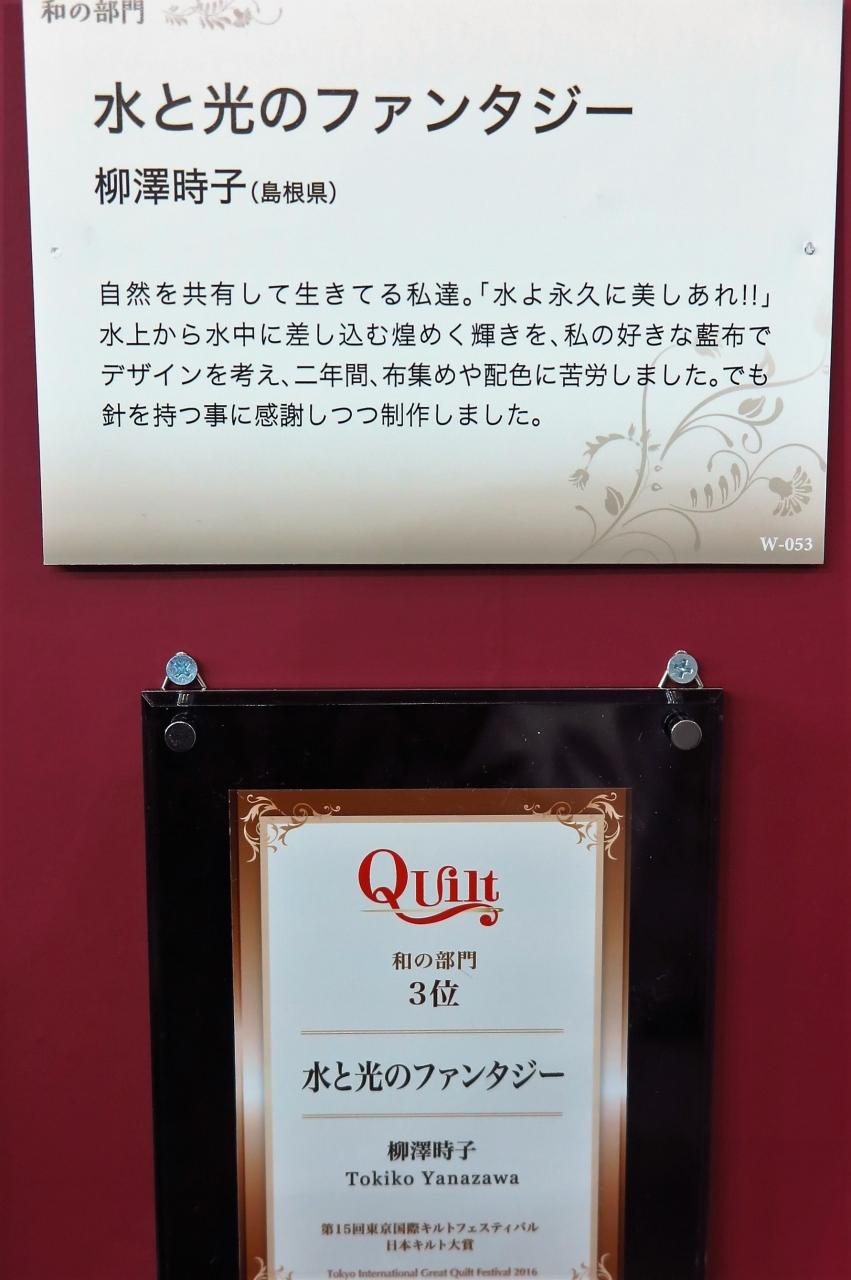 和の部門
水と光のファンタジー
柳澤時子(島根県)
自然を共有して生きてる私達。「水よ永久に美しあれ!!」
水上から水中に差し込む煌めく輝きを、私の好きな藍布で
デザインを考え、二年間、布集めや配色に苦労しました。でも
針を持つ事に感謝しつつ制作しました。
W-053
Quilt
和の部門
3位
水と光のファンタジー
柳澤時子
Tokiko Yanazawa
第15回東京国際キルトフェスティバル
日本キルト大賞
Tokyo International Great Quilt Festival 2016